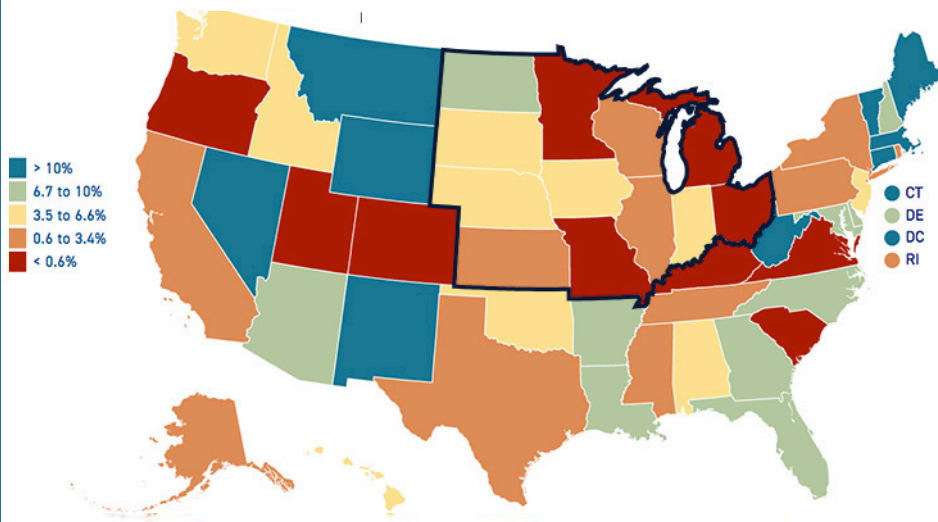 > 10%
6.7 to 10%
3.5 to 6.6%
0.6 to 3.4%
< 0.6%
CT
DE
DC
RI